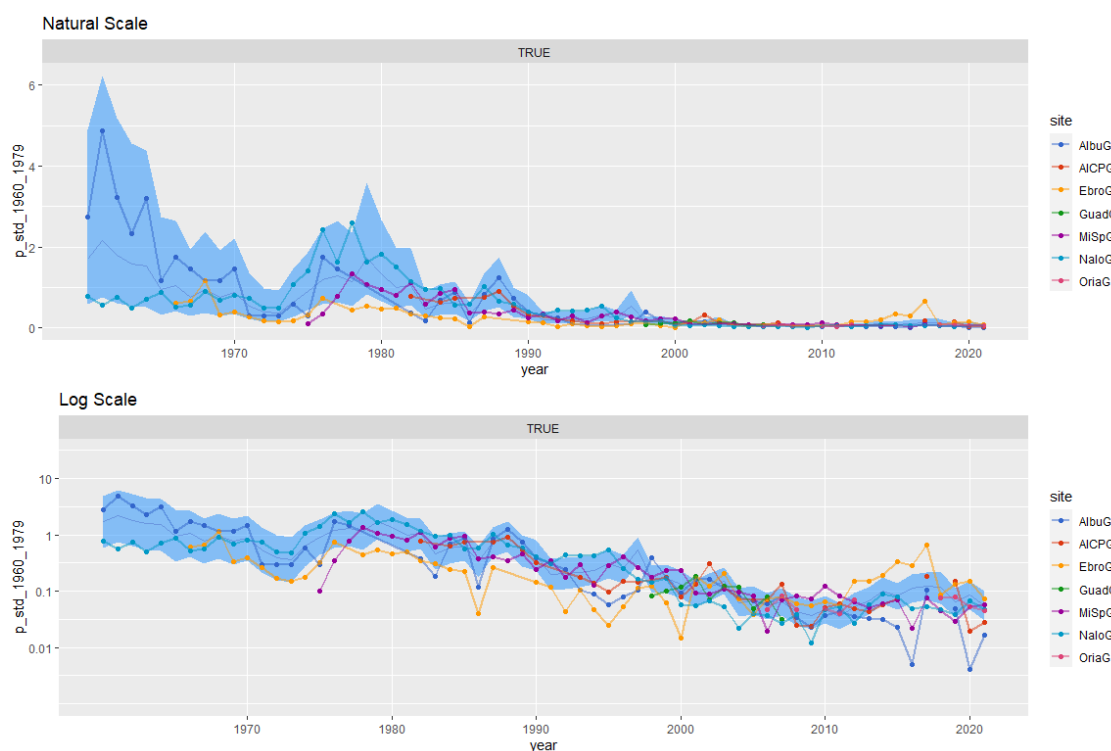 Natural Scale
TRUE
p_std_1960_1979
6
4
2
0
1970
1980
1990
2000
2010
2020
year
site
AlbuG
AlCPG
EbroG
GuadG
MiSpG
NaloG
OriaG
Log Scale
TRUE
p_std_1960_1979
10
1
0.1
0.01
1970
1980
1990
2000
2010
2020
year
site
AlbuG
AlCPG
EbroG
GuadG
MiSpG
NaloG
OriaG